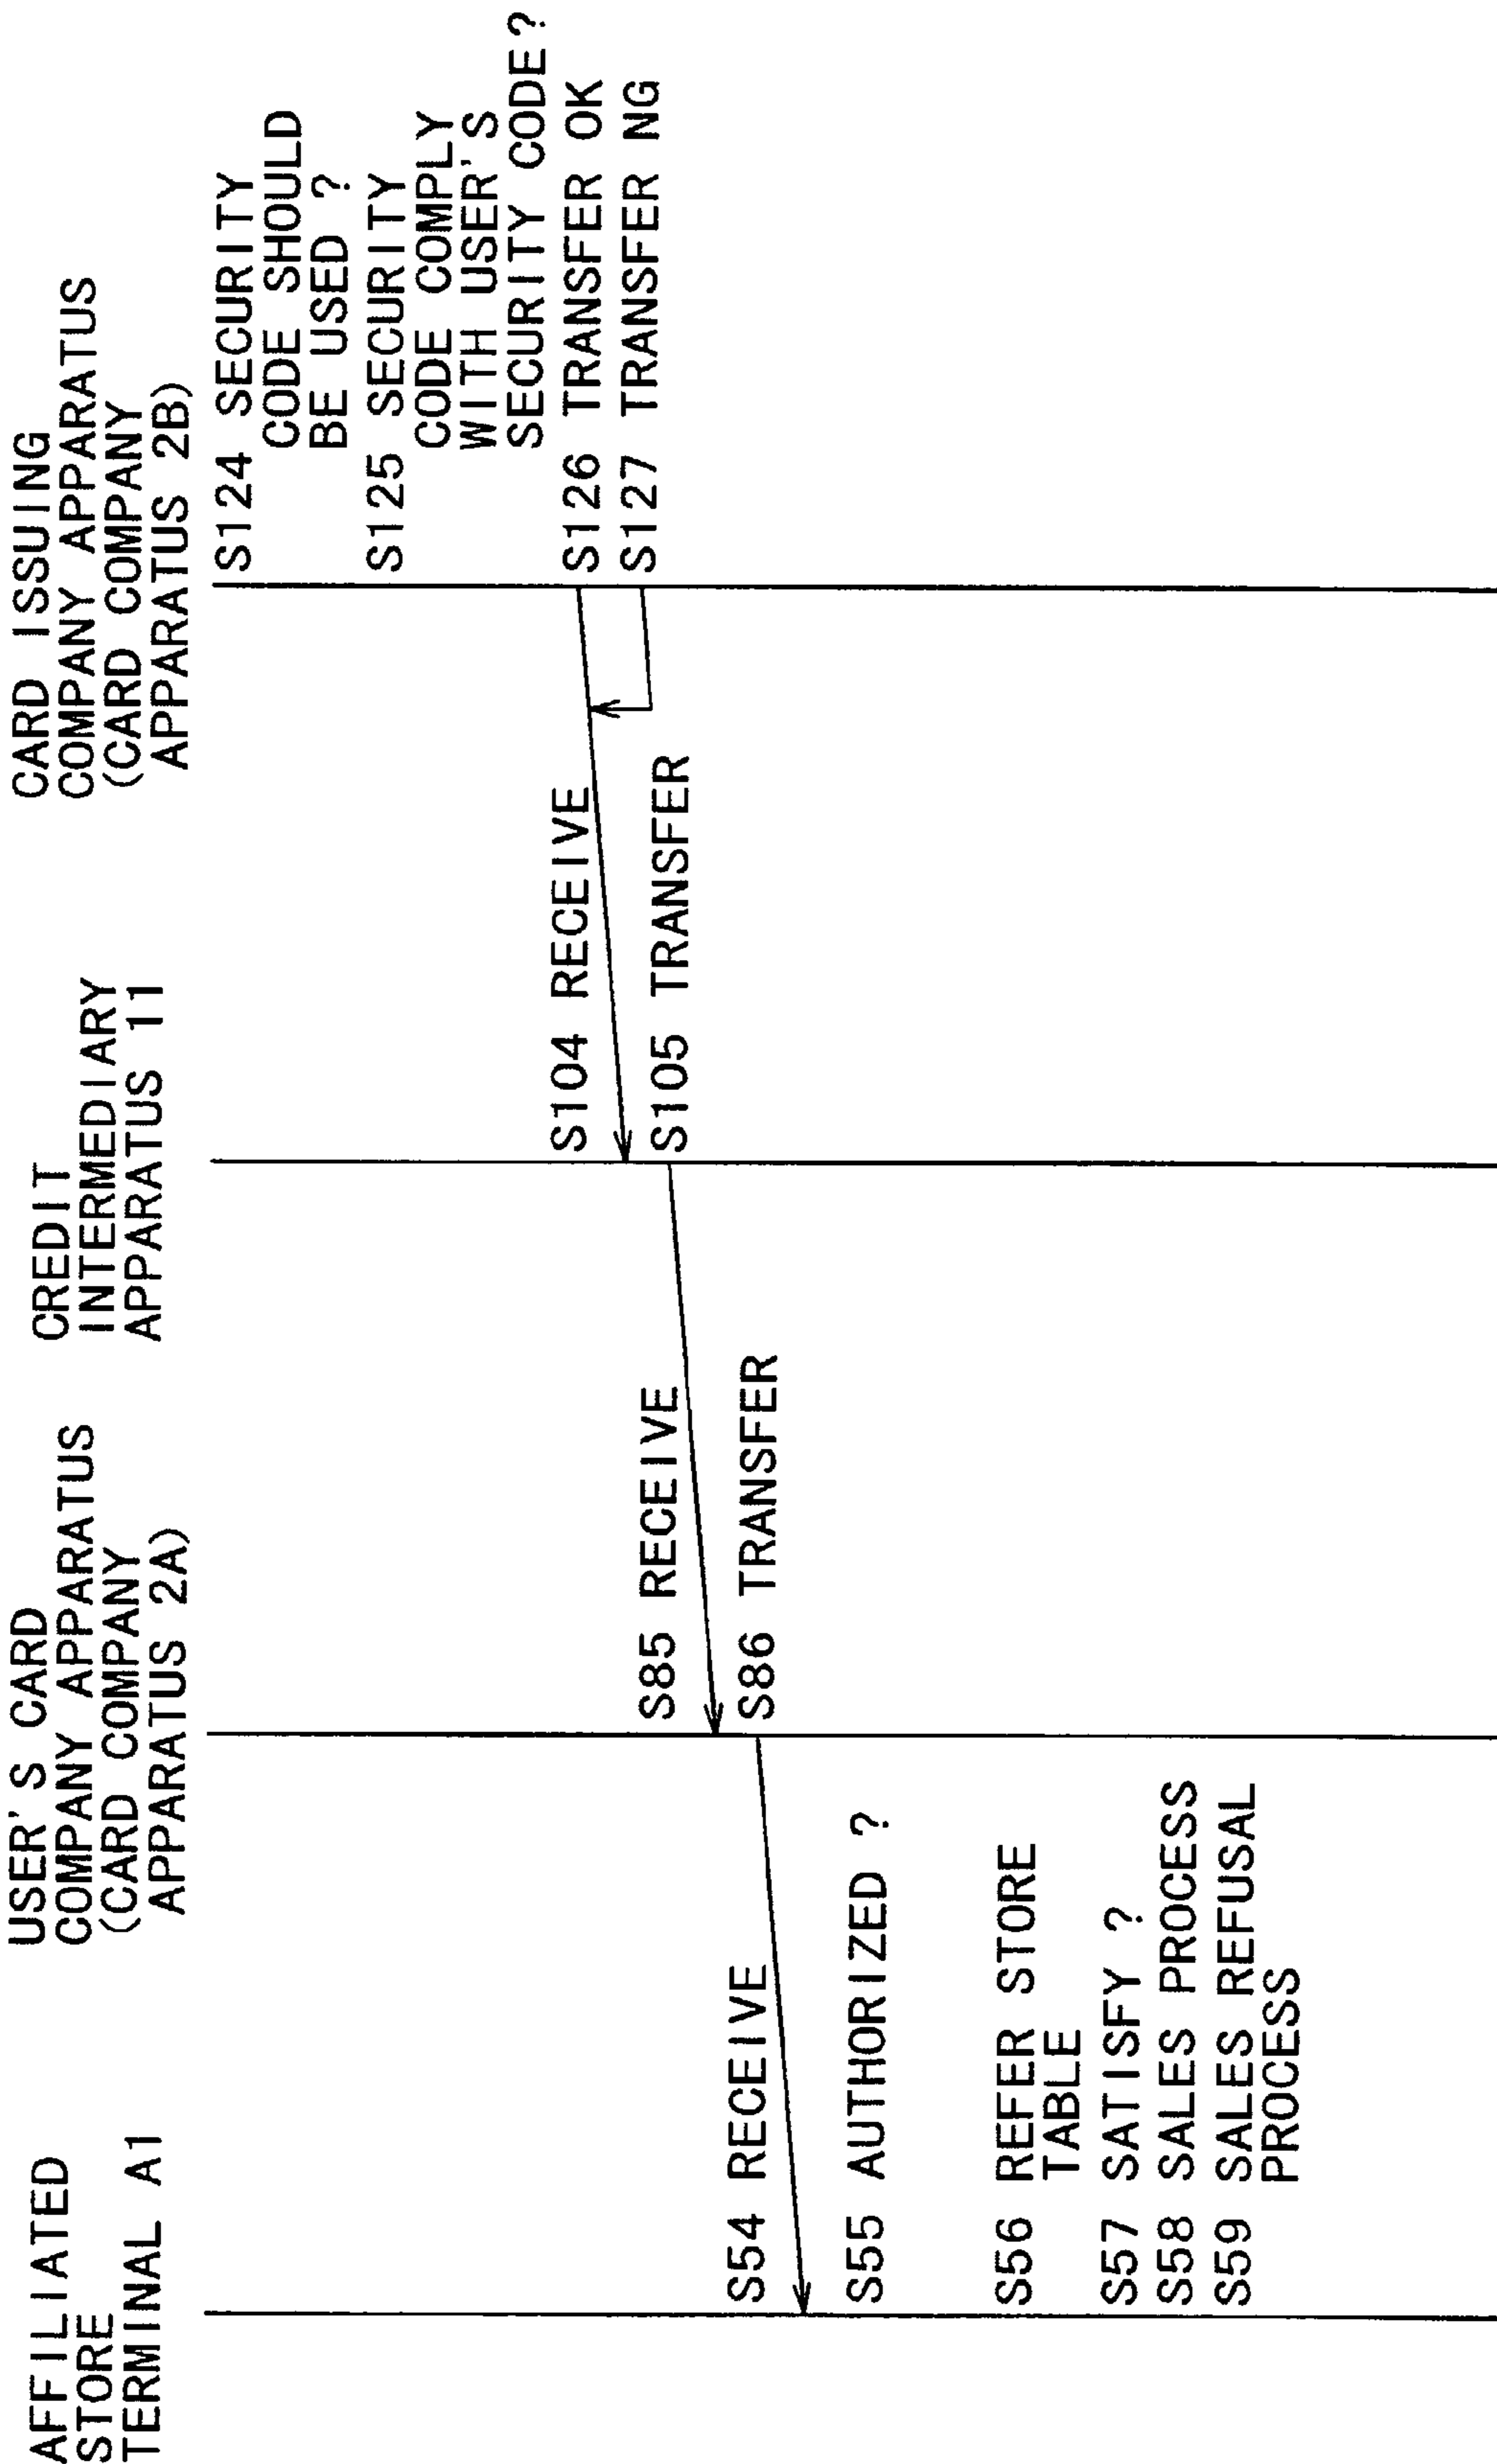 AFFILIATED
STORE
TERMINAL A1
USER'S CARD
COMPANY APPARATUS
(CARD COMPANY
APPARATUS 2A)
CREDIT
INTERMEDIARY
APPARATUS 11
CARD ISSUING
COMPANY APPARATUS
(CARD COMPANY
APPARATUS 2B)
S124 SECURITY
CODE SHOULD
BE USED ?
S125 SECURITY
CODE COMPLY
WITH USER'S
SECURITY CODE?
S126 TRANSFER OK
S127 TRANSFER NG
S104 RECEIVE
S105 TRANSFER
S85 RECEIVE
S86 TRANSFER
S54 RECEIVE
S55 AUTHORIZED ?
S56 REFER STORE
TABLE
S57 SATISFY ?
S58 SALES PROCESS
S59 SALES REFUSAL
PROCESS